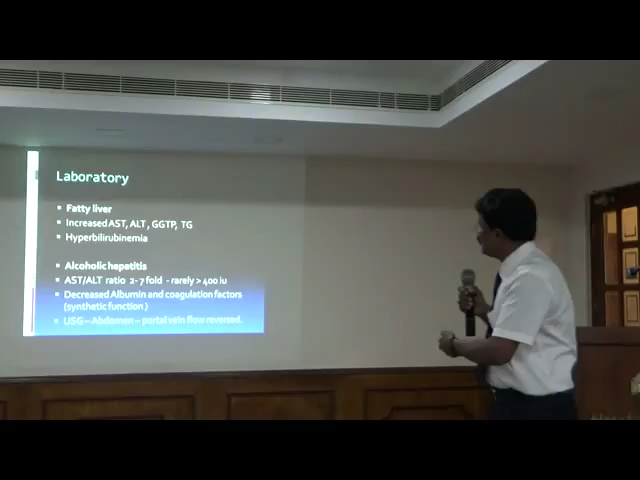 Laboratory
▪ Fatty liver
▪ Increased AST, ALT , GGTP, TG
▪ Hyperbilirubinemia
▪ Alcoholic hepatitis
▪ AST/ALT ratio 2- 7 fold - rarely > 400 iu
▪ Decreased Albumin and coagulation factors
(synthetic function )
▪ USG – Abdomen – portal vein flow reversed.